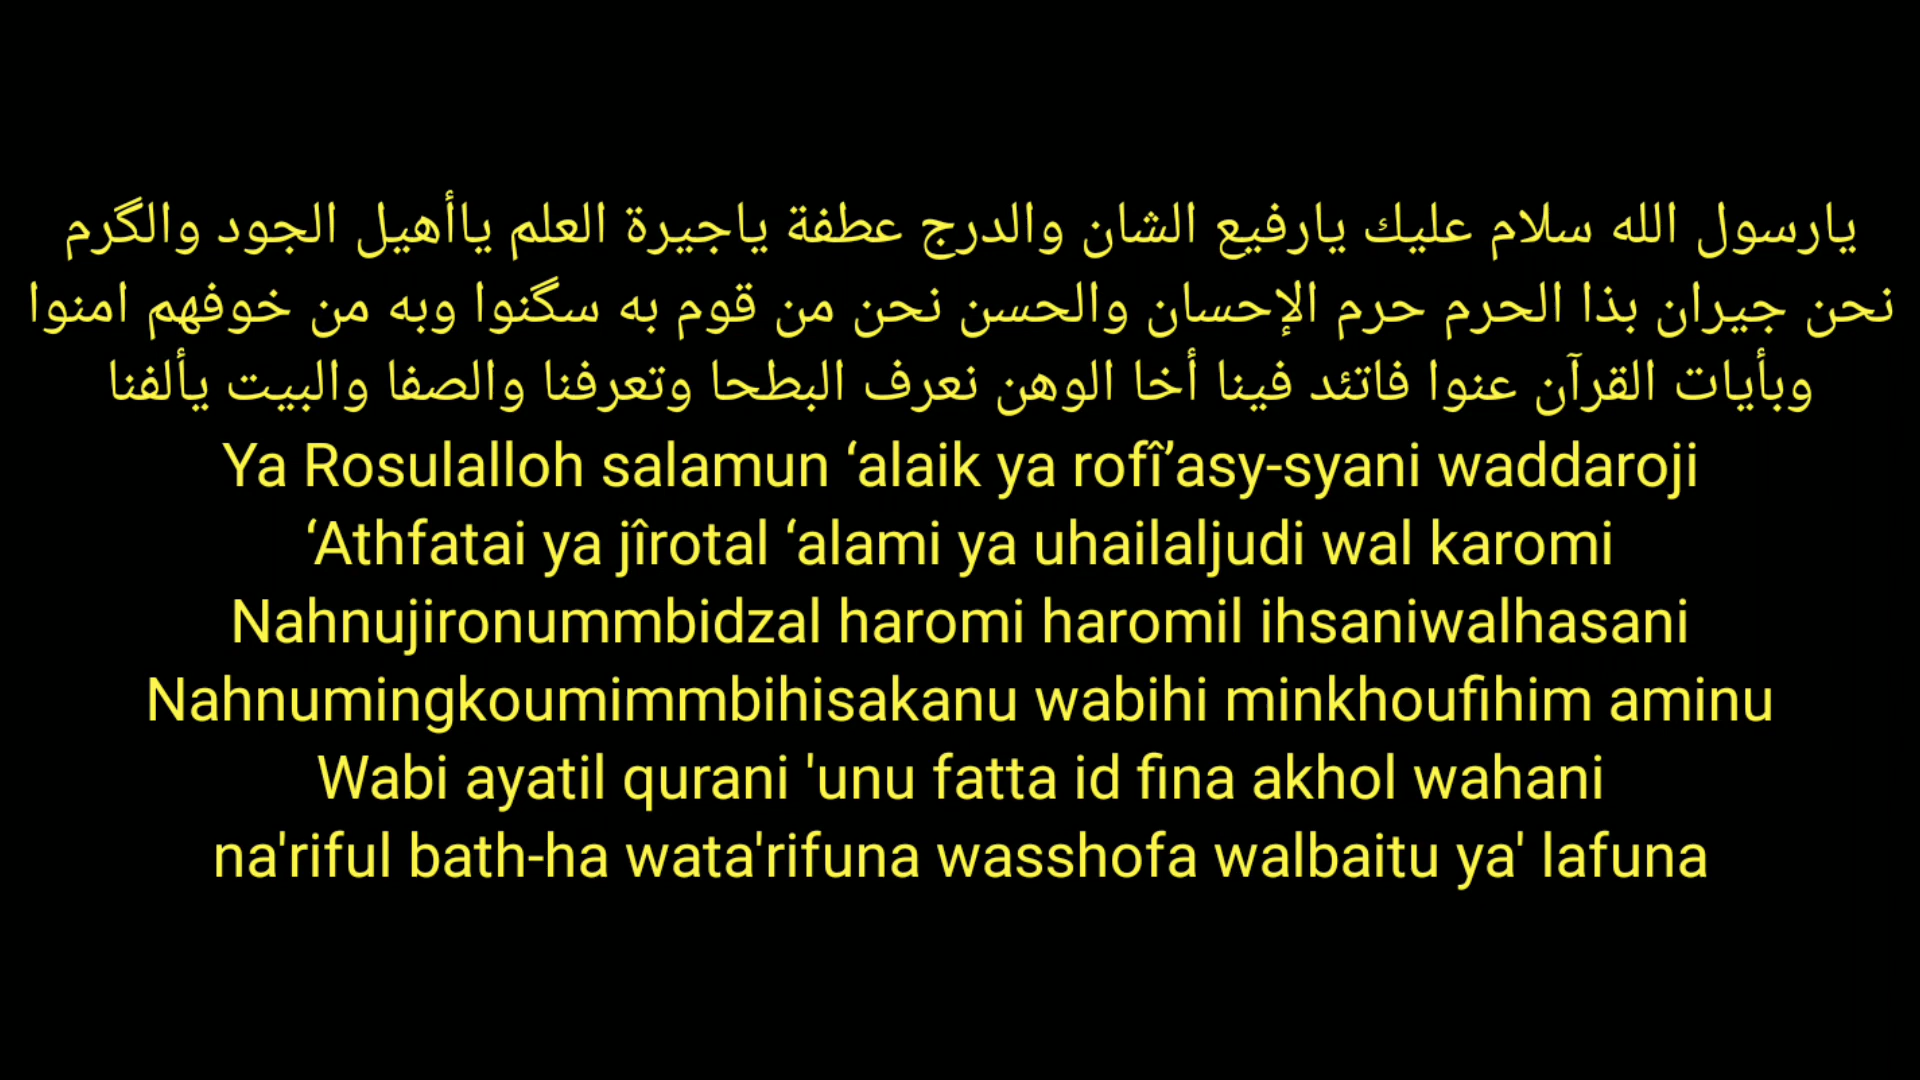 يارسول الله سلام عليك يارفيع الشان والدرج عطفة ياجيرة العلم ياأهيل الجود والگرم
نحن جيران بذا الحرم حرم الإحسان والحسن نحن من قوم به سگنوا وبه من خوفهم امنوا
وبأيات القرآن عنوا فاتئد فينا أخا الوهن نعرف البطحا وتعرفنا والصفا والبيت يألفنا
Ya Rosulalloh salamun ‘alaik ya rofî’asy-syani waddaroji
‘Athfatai ya jîrotal ‘alami ya uhailaljudi wal karomi
Nahnujironummbidzal haromi haromil ihsaniwalhasani
Nahnumingkoumimmbihisakanu wabihi minkhoufihim aminu
Wabi ayatil qurani 'unu fatta id fina akhol wahani
na'riful bath-ha wata'rifuna wasshofa walbaitu ya' lafuna